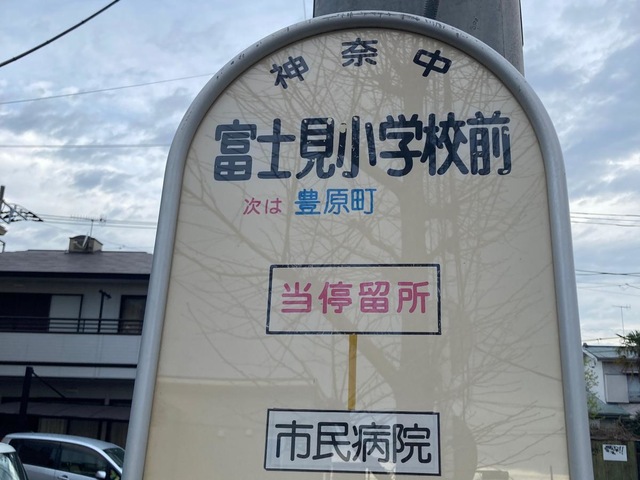 神奈中
富士見小学校前
次は 豊原町
当停留所
市民病院